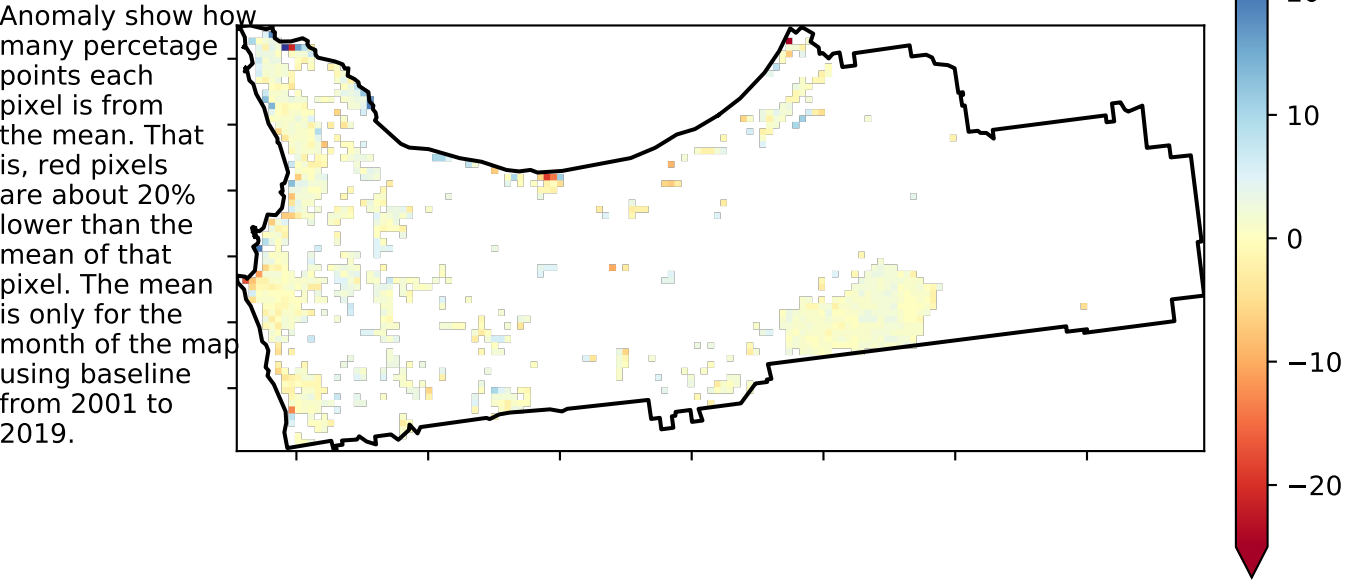 Anomaly show how
many percetage
points each
pixel is from
the mean. That
is, red pixels
are about 20%
lower than the
mean of that
pixel. The mean
is only for the
month of the map
using baseline
from 2001 to
2019.
10
0
−10
−20